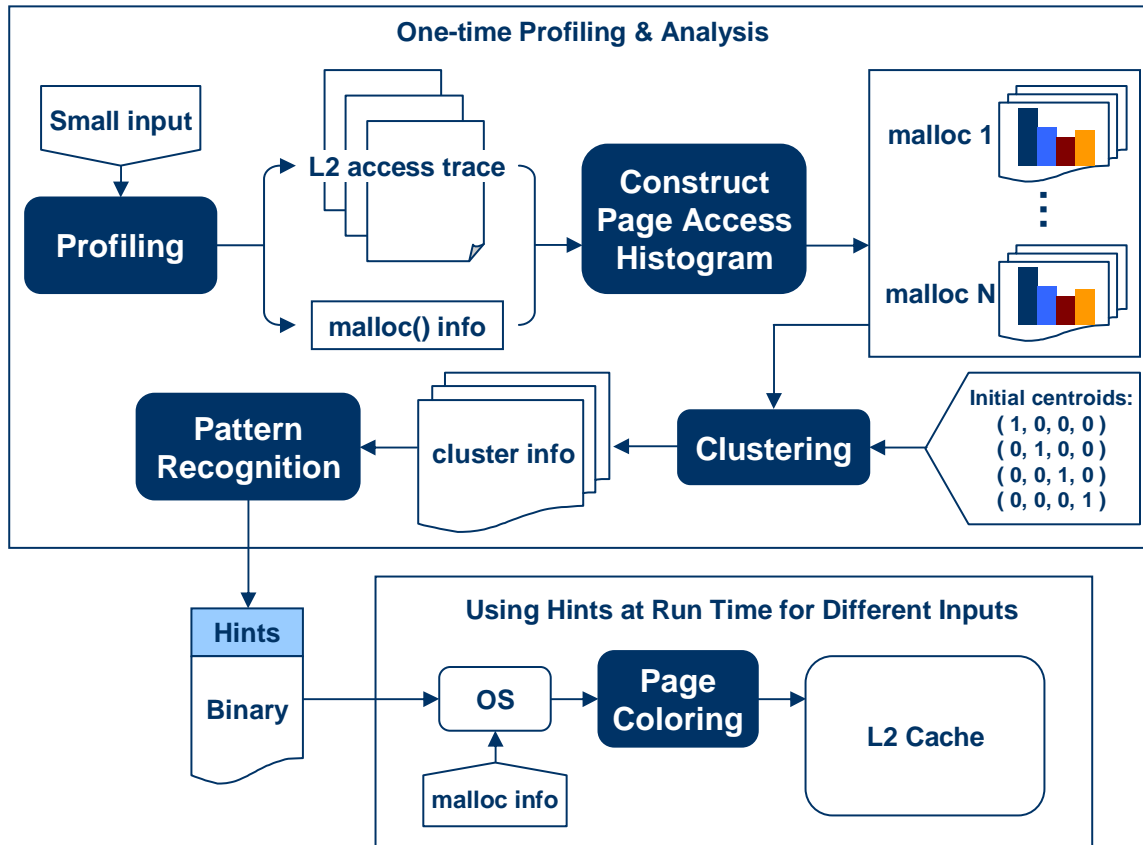 One-time Profiling & Analysis
Small input
Profiling
L2 access trace
malloc() info
Construct
Page Access
Histogram
malloc 1
malloc N
Pattern
Recognition
cluster info
Clustering
Initial centroids:
( 1, 0, 0, 0 )
( 0, 1, 0, 0 )
( 0, 0, 1, 0 )
( 0, 0, 0, 1 )
Hints
Binary
Using Hints at Run Time for Different Inputs
OS
malloc info
Page
Coloring
L2 Cache